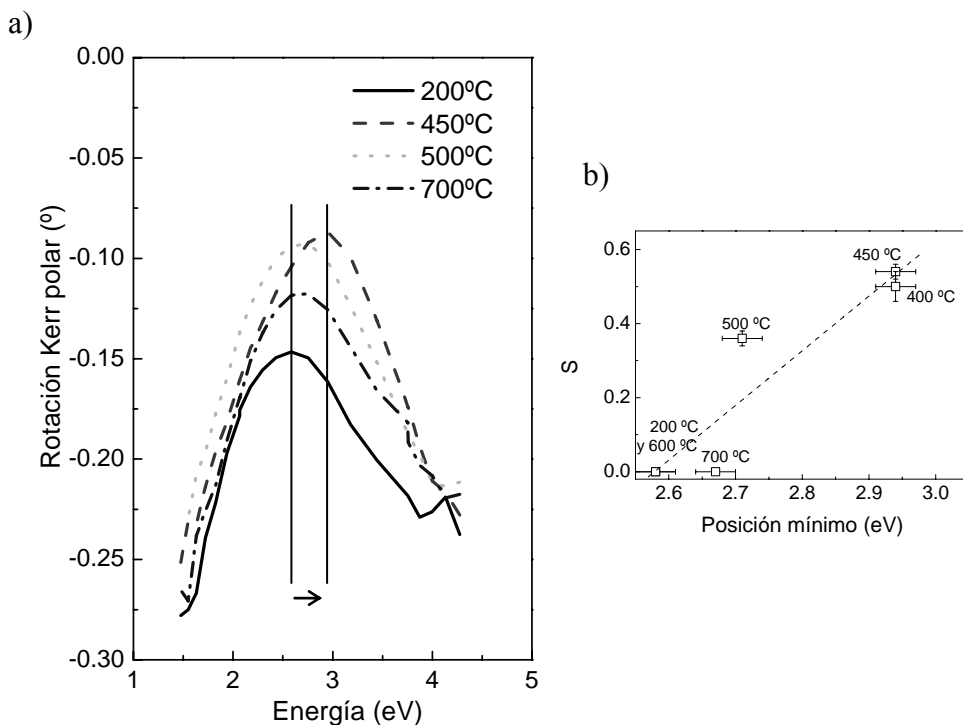 a)
0.00
-0.05
-0.10
-0.15
-0.20
-0.25
-0.30
Rotación Kerr polar (º)
1 2 3 4 5
Energía (eV)
200ºC
450ºC
500ºC
700ºC
b)
0.6
0.4
0.2
0.0
S
450 ºC
400 ºC
500 ºC
200 ºC
y 600 ºC
700 ºC
2.6 2.7 2.8 2.9 3.0
Posición mínimo (eV)